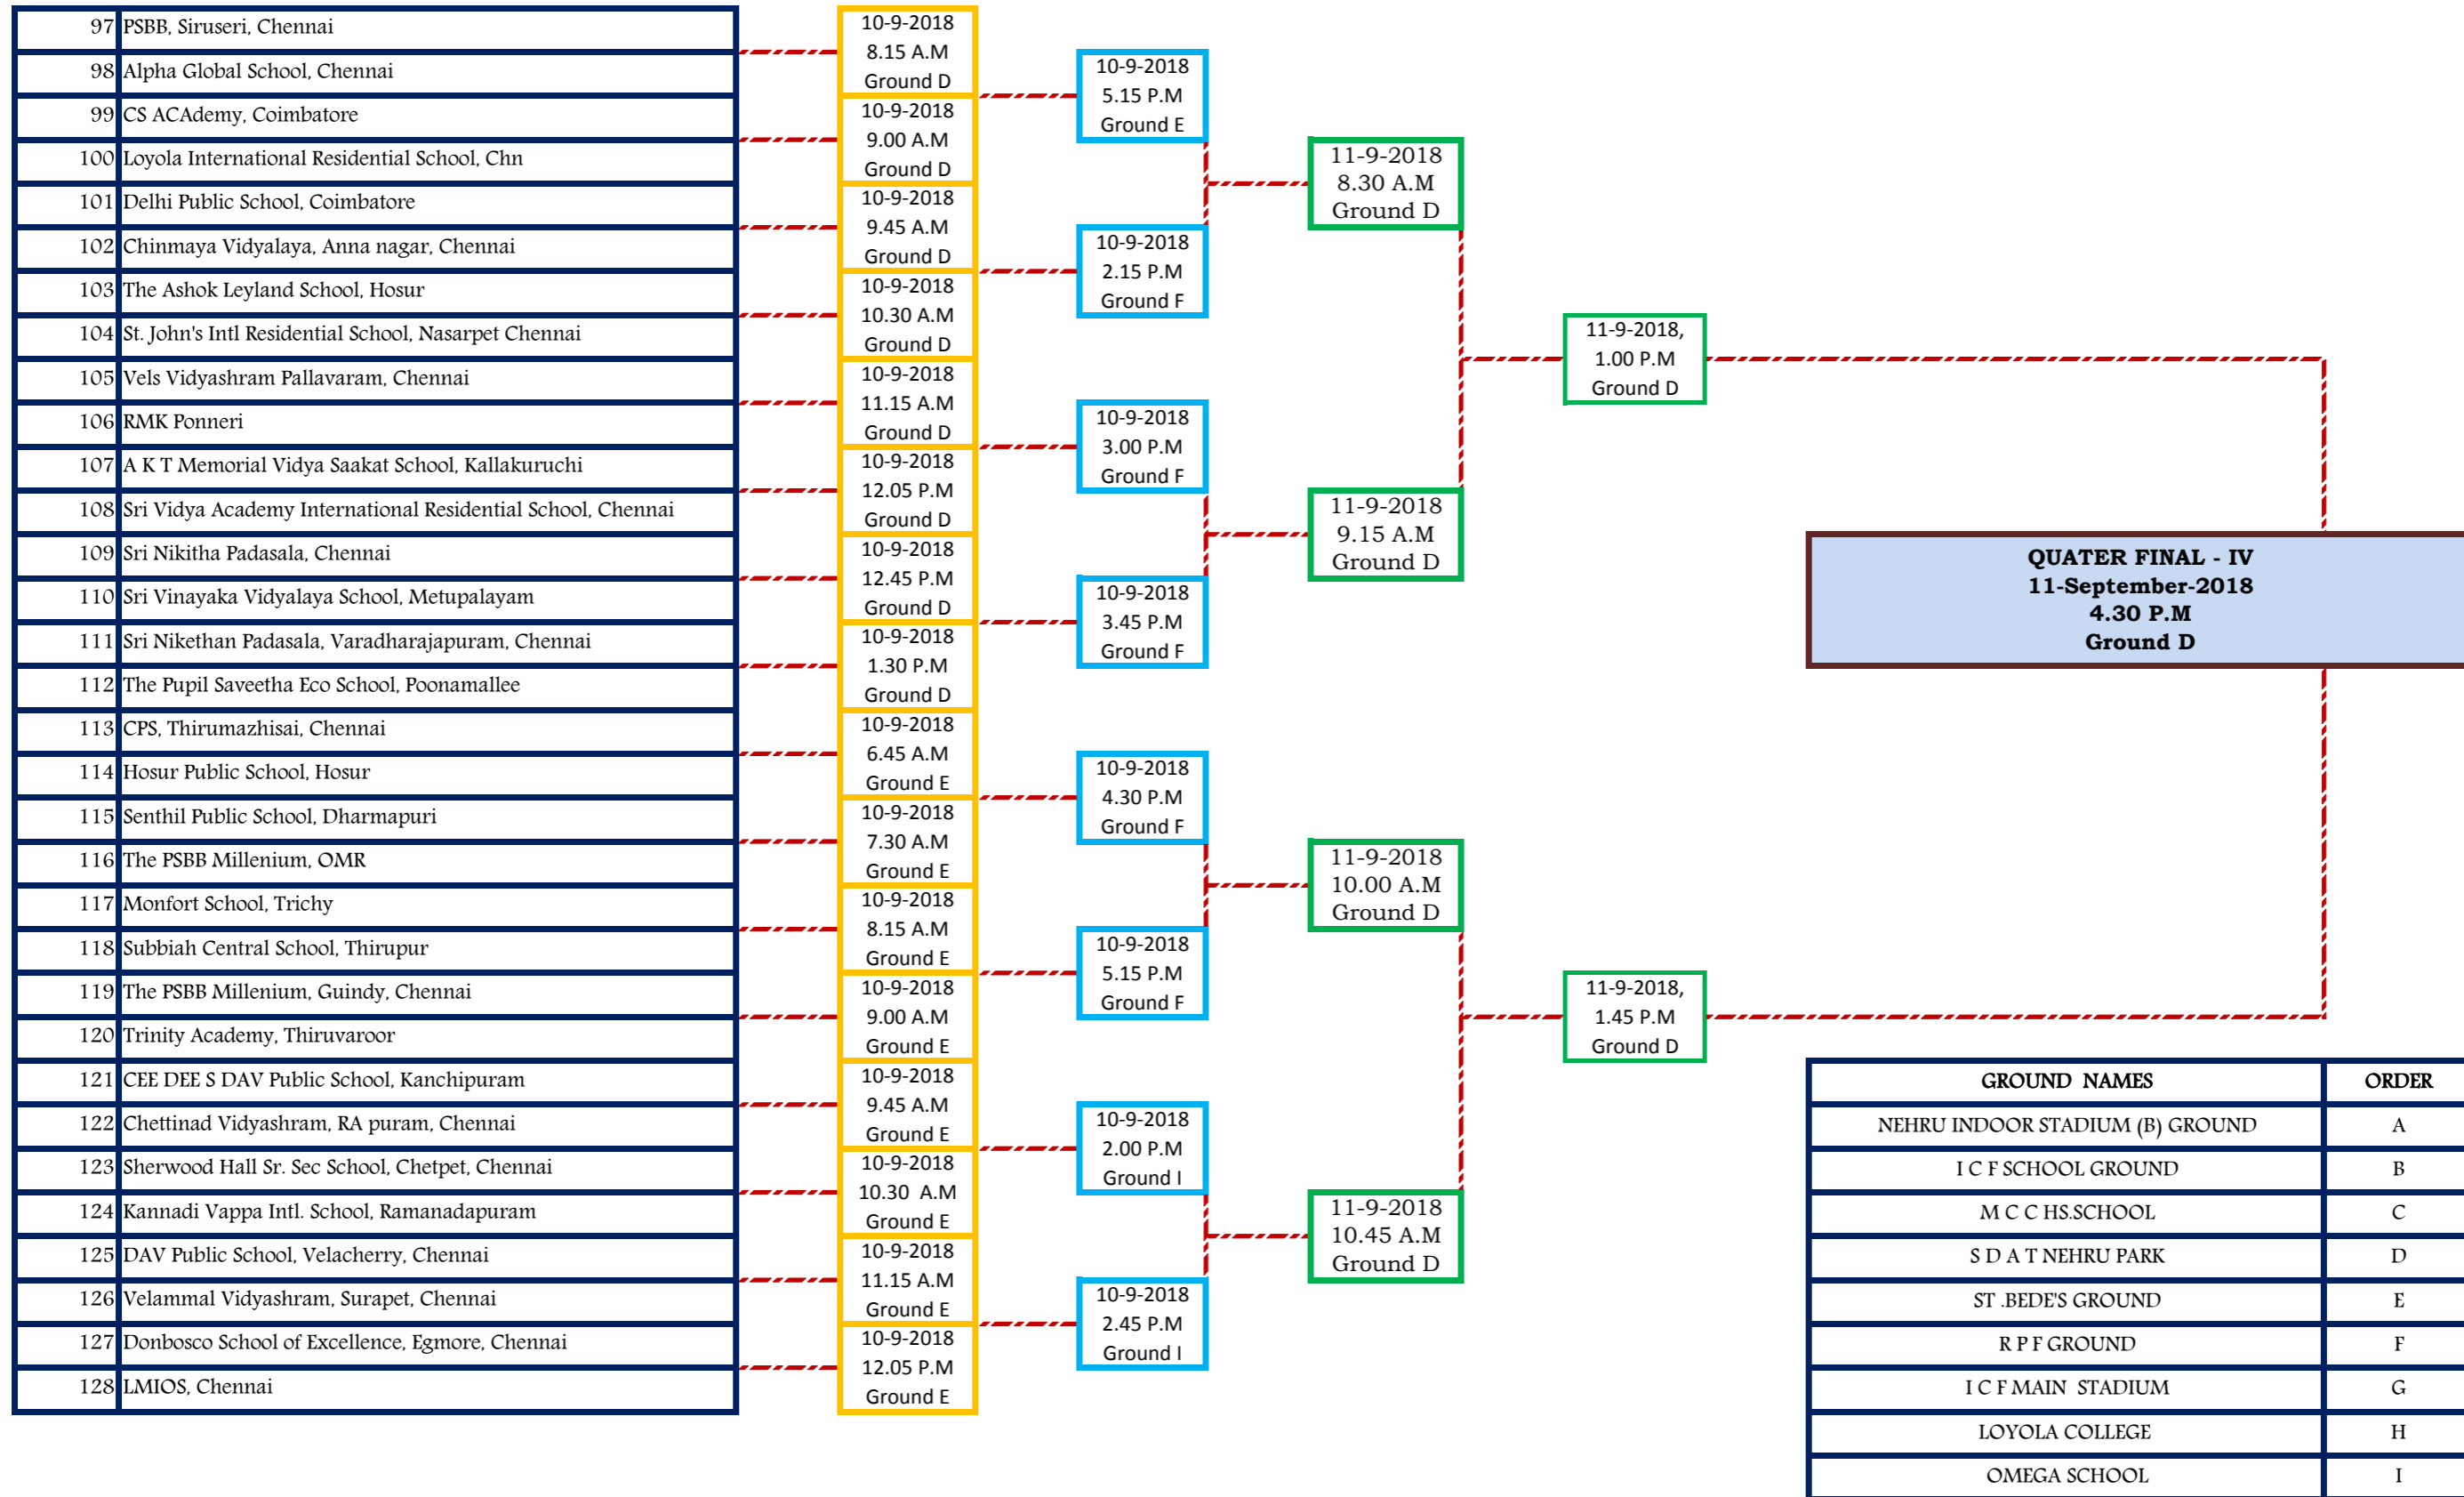 97 PSBB, Siruseri, Chennai
98 Alpha Global School, Chennai
99 CS ACAdemy, Coimbatore
100 Loyola International Residential School, Chn
101 Delhi Public School, Coimbatore
102 Chinmaya Vidyalaya, Anna nagar, Chennai
103 The Ashok Leyland School, Hosur
104 St. John's Intl Residential School, Nasarpet Chennai
105 Vels Vidyashram Pallavaram, Chennai
106 RMK Ponneri
107 A K T Memorial Vidya Saakat School, Kallakuruchi
108 Sri Vidya Academy International Residential School, Chennai
109 Sri Nikitha Padasala, Chennai
110 Sri Vinayaka Vidyalaya School, Metupalayam
111 Sri Nikethan Padasala, Varadharajapuram, Chennai
112 The Pupil Saveetha Eco School, Poonamallee
113 CPS, Thirumazhisai, Chennai
114 Hosur Public School, Hosur
115 Senthil Public School, Dharmapuri
116 The PSBB Millenium, OMR
117 Monfort School, Trichy
118 Subbiah Central School, Thirupur
119 The PSBB Millenium, Guindy, Chennai
120 Trinity Academy, Thiruvaroor
121 CEE DEE S DAV Public School, Kanchipuram
122 Chettinad Vidyashram, RA puram, Chennai
123 Sherwood Hall Sr. Sec School, Chetpet, Chennai
124 Kannadi Vappa Intl. School, Ramanadapuram
125 DAV Public School, Velacherry, Chennai
126 Velammal Vidyashram, Surapet, Chennai
127 Donbosco School of Excellence, Egmore, Chennai
128 LMIOS, Chennai
10-9-2018
8.15 A.M
Ground D
10-9-2018
9.00 A.M
Ground D
10-9-2018
9.45 A.M
Ground D
10-9-2018
10.30 A.M
Ground D
10-9-2018
11.15 A.M
Ground D
10-9-2018
12.05 P.M
Ground D
10-9-2018
12.45 P.M
Ground D
10-9-2018
1.30 P.M
Ground D
10-9-2018
6.45 A.M
Ground E
10-9-2018
7.30 A.M
Ground E
10-9-2018
8.15 A.M
Ground E
10-9-2018
9.00 A.M
Ground E
10-9-2018
9.45 A.M
Ground E
10-9-2018
10.30 A.M
Ground E
10-9-2018
11.15 A.M
Ground E
10-9-2018
12.05 P.M
Ground E
10-9-2018
5.15 P.M
Ground E
10-9-2018
2.15 P.M
Ground F
10-9-2018
3.00 P.M
Ground F
10-9-2018
3.45 P.M
Ground F
10-9-2018
4.30 P.M
Ground F
10-9-2018
5.15 P.M
Ground F
10-9-2018
2.00 P.M
Ground I
10-9-2018
2.45 P.M
Ground I
11-9-2018
8.30 A.M
Ground D
11-9-2018
9.15 A.M
Ground D
11-9-2018
10.00 A.M
Ground D
11-9-2018
10.45 A.M
Ground D
11-9-2018,
1.00 P.M
Ground D
11-9-2018,
1.45 P.M
Ground D
QUATER FINAL - IV
11-September-2018
4.30 P.M
Ground D
GROUND NAMES ORDER
NEHRU INDOOR STADIUM (B) GROUND A
I C F SCHOOL GROUND B
M C C HS.SCHOOL C
S D A T NEHRU PARK D
ST .BEDE'S GROUND E
R P F GROUND F
I C F MAIN STADIUM G
LOYOLA COLLEGE H
OMEGA SCHOOL I